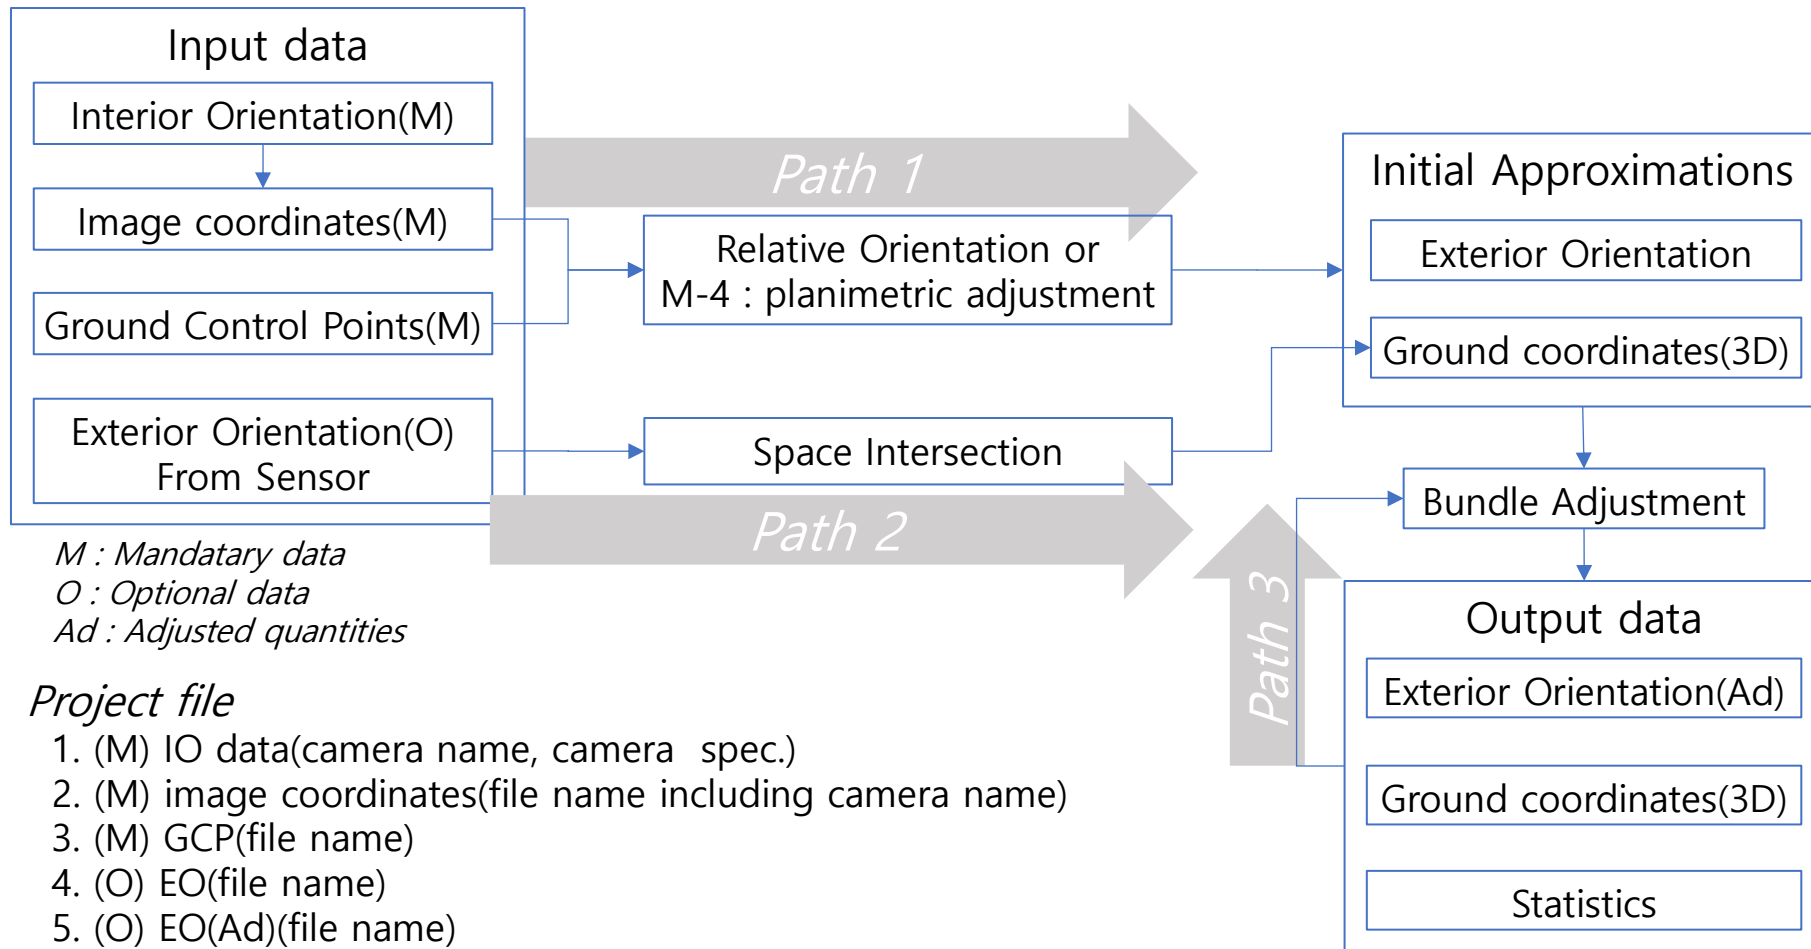 Input data
Interior Orientation(M)
Image coordinates(M)
Ground Control Points(M)
Exterior Orientation(O)
From Sensor
M : Mandatary data
O : Optional data
Ad : Adjusted quantities
Path 1
Relative Orientation or
M-4 : planimetric adjustment
Space Intersection
Path 2
Path 3
Initial Approximations
Exterior Orientation
Ground coordinates(3D)
Bundle Adjustment
Output data
Exterior Orientation(Ad)
Ground coordinates(3D)
Statistics
Project file
1. (M) IO data(camera name, camera  spec.)
2. (M) image coordinates(file name including camera name)
3. (M) GCP(file name)
4. (O) EO(file name)
5. (O) EO(Ad)(file name)